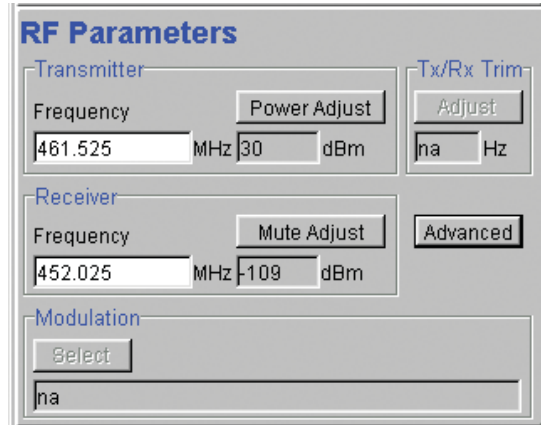 RF Parameters
Transmitter
Frequency
Power Adjust
461.525 MHz 30 dBm
Tx/Rx Trim
Adjust
na Hz
Receiver
Frequency
Mute Adjust
452.025 MHz -109 dBm
Advanced
Modulation
Select
na